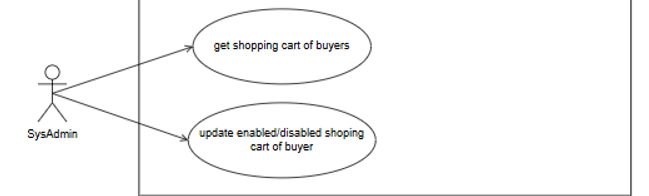 get shopping cart of buyers
SysAdmin
update enabled/disabled shoping
cart of buyer